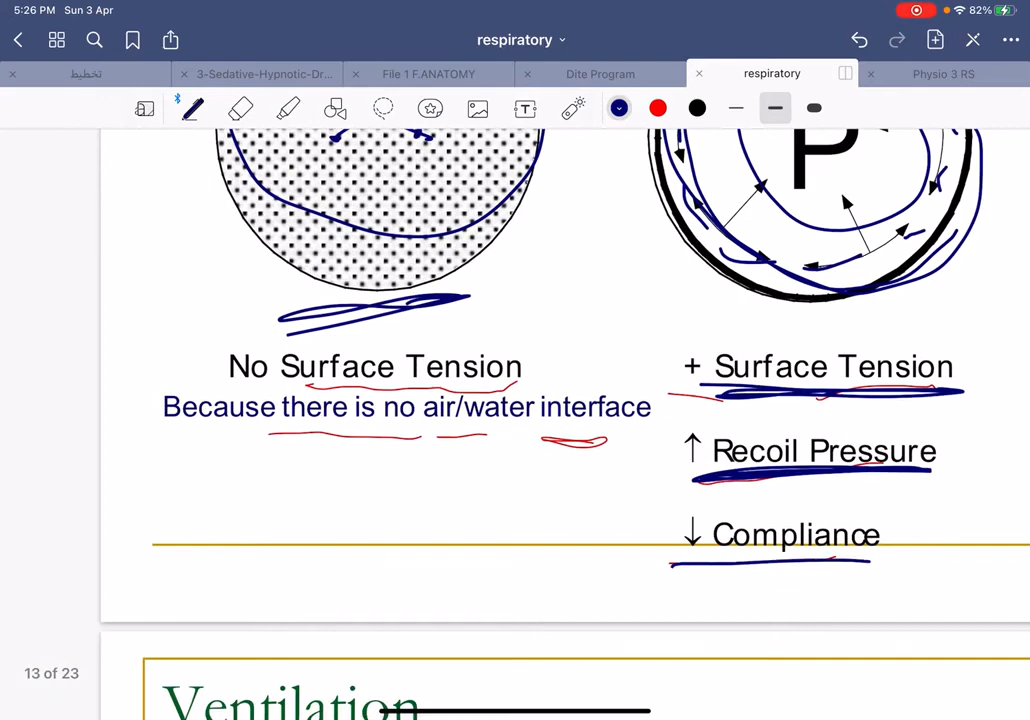 5:26 PM Sun 3 Apr 82%
respiratory
تخطيط 3-Sedative-Hypnotic-Dr... File 1 F.ANATOMY Dite Program respiratory Physio 3 RS
P
No Surface Tension
Because there is no air/water interface
+ Surface Tension
↑ Recoil Pressure
↓ Compliance
13 of 23
Ventilation